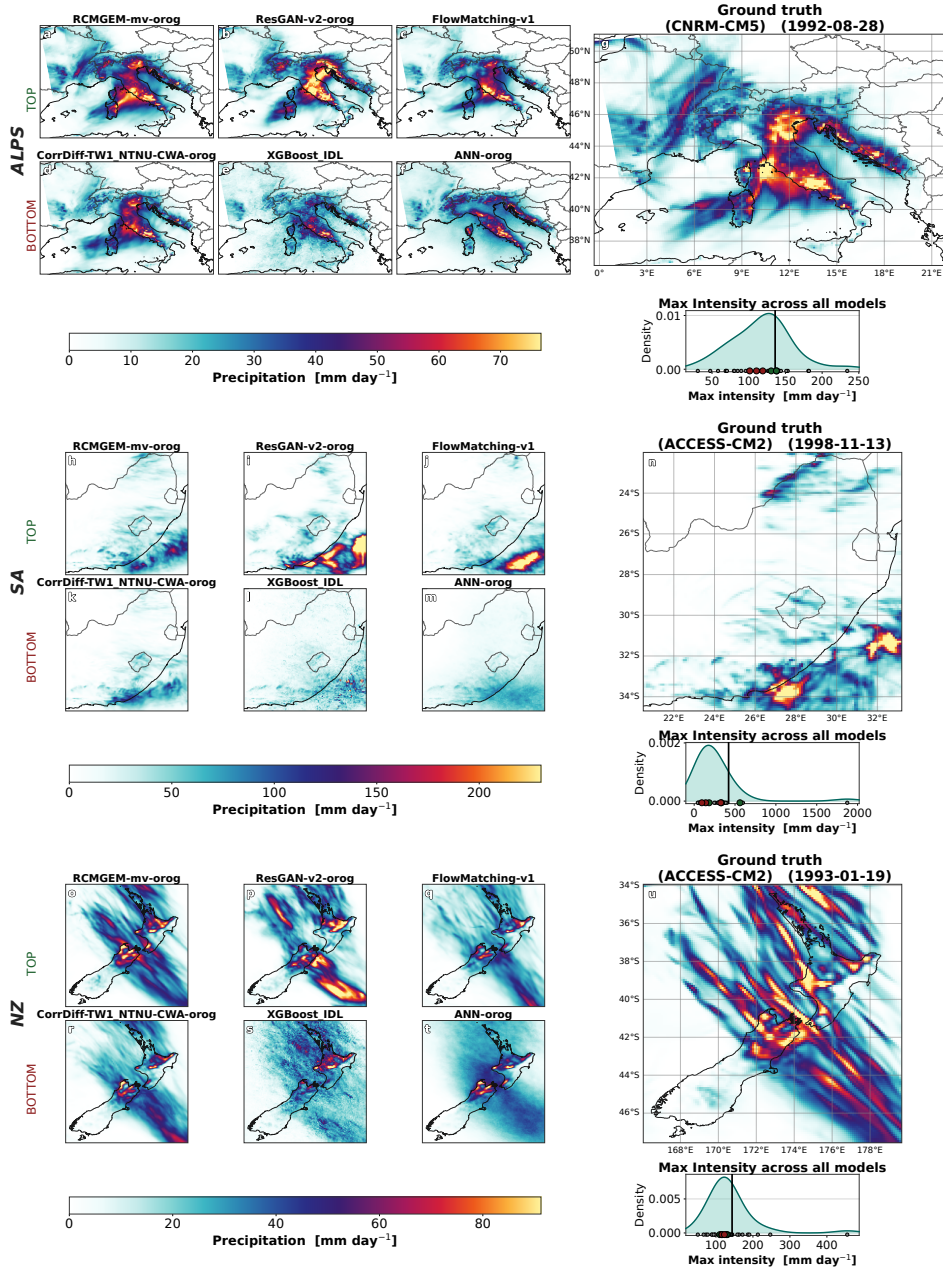 RCMGEM-mv-orog
ResGAN-v2-orog
FlowMatching-v1
Ground truth
(CNRM-CM5) (1992-08-28)
ALPS
TOP
a
b
c
g
50°N
48°N
46°N
44°N
42°N
40°N
38°N
0°
3°E
6°E
9°E
12°E
15°E
18°E
21°E
CorrDiff-TW1_NTNU-CWA-orog
XGBoost_IDL
ANN-orog
BOTTOM
d
e
f
0 10 20 30 40 50 60 70
Precipitation [mm day⁻¹]
Max Intensity across all models
Density
0.01
0.00
50 100 150 200 250
Max intensity [mm day⁻¹]
RCMGEM-mv-orog
ResGAN-v2-orog
FlowMatching-v1
Ground truth
(ACCESS-CM2) (1998-11-13)
SA
TOP
h
i
j
n
24°S
26°S
28°S
30°S
32°S
34°S
22°E
24°E
26°E
28°E
30°E
32°E
CorrDiff-TW1_NTNU-CWA-orog
XGBoost_IDL
ANN-orog
BOTTOM
k
l
m
0 50 100 150 200
Precipitation [mm day⁻¹]
Max Intensity across all models
Density
0.002
0.000
0 500 1000 1500 2000
Max intensity [mm day⁻¹]
RCMGEM-mv-orog
ResGAN-v2-orog
FlowMatching-v1
Ground truth
(ACCESS-CM2) (1993-01-19)
NZ
TOP
o
p
q
u
34°S
36°S
38°S
40°S
42°S
44°S
46°S
168°E
170°E
172°E
174°E
176°E
178°E
CorrDiff-TW1_NTNU-CWA-orog
XGBoost_IDL
ANN-orog
BOTTOM
r
s
t
0 20 40 60 80
Precipitation [mm day⁻¹]
Max Intensity across all models
Density
0.005
0.000
100 200 300 400
Max intensity [mm day⁻¹]